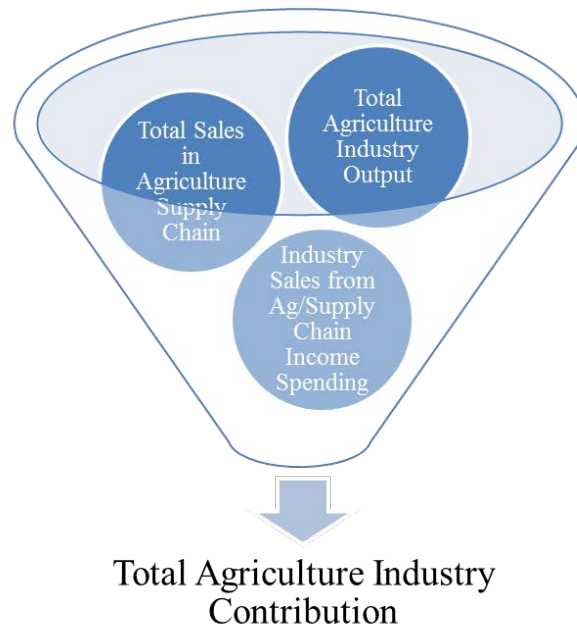 Total Sales
in
Agriculture
Supply
Chain
Total
Agriculture
Industry
Output
Industry
Sales from
Ag/Supply
Chain
Income
Spending
Total Agriculture Industry
Contribution